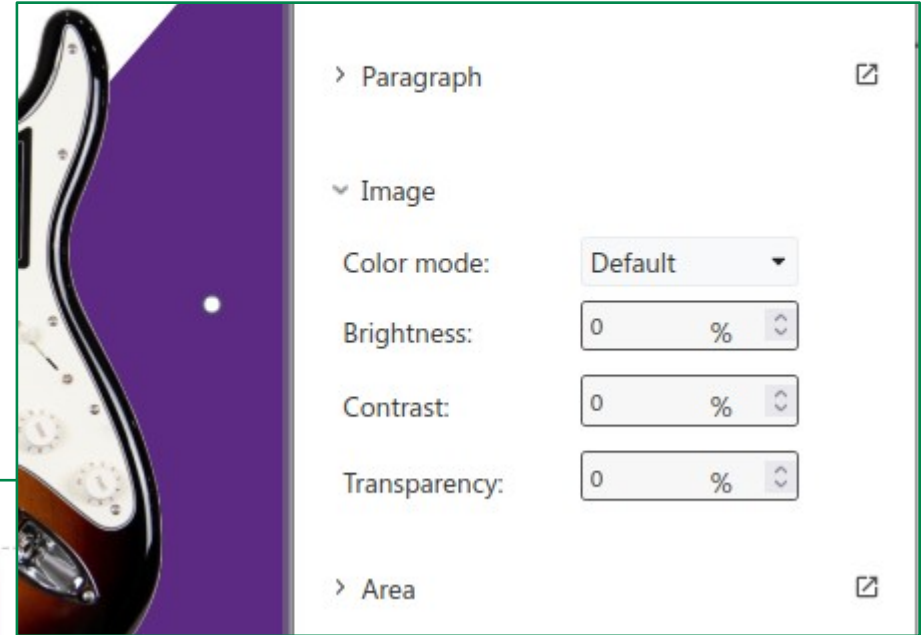 Paragraph
Image
Color mode: Default
Brightness: 0 %
Contrast: 0 %
Transparency: 0 %
Area